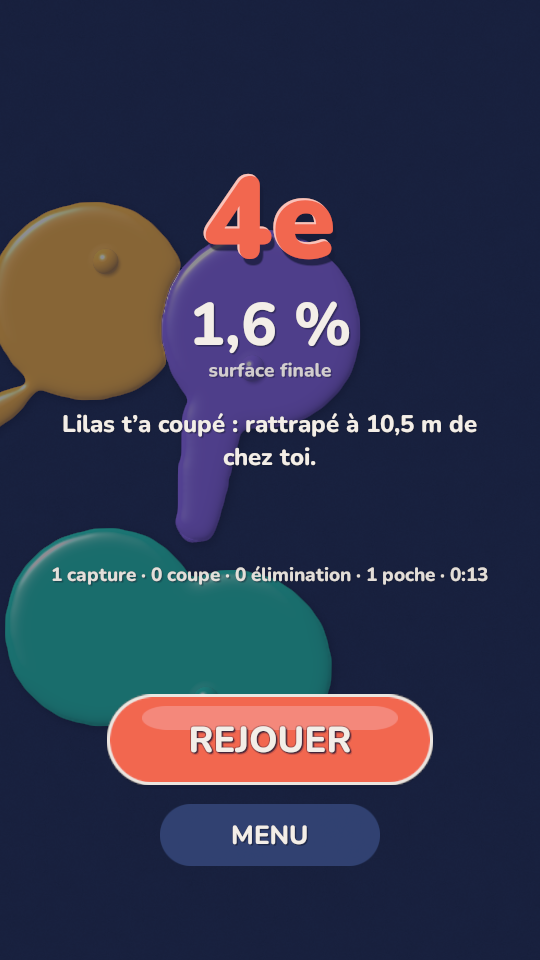 4e
1,6 %
surface finale
Lilas t’a coupé : rattrapé à 10,5 m de
chez toi.
1 capture · 0 coupe · 0 élimination · 1 poche · 0:13
REJOUER
MENU